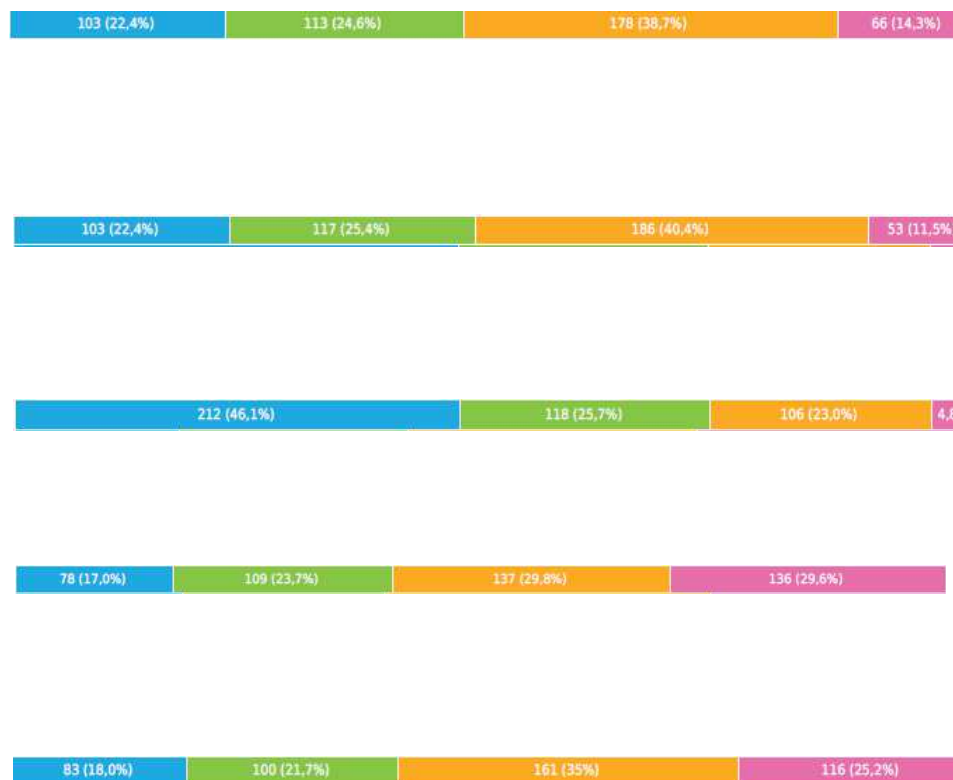 103 (22,4%) 113 (24,6%) 178 (38,7%) 66 (14,3%)
103 (22,4%) 117 (25,4%) 186 (40,4%) 53 (11,5%
212 (46,1%) 118 (25,7%) 106 (23,0%) 4,8
78 (17,0%) 109 (23,7%) 137 (29,8%) 136 (29,6%)
83 (18,0%) 100 (21,7%) 161 (35%) 116 (25,2%)